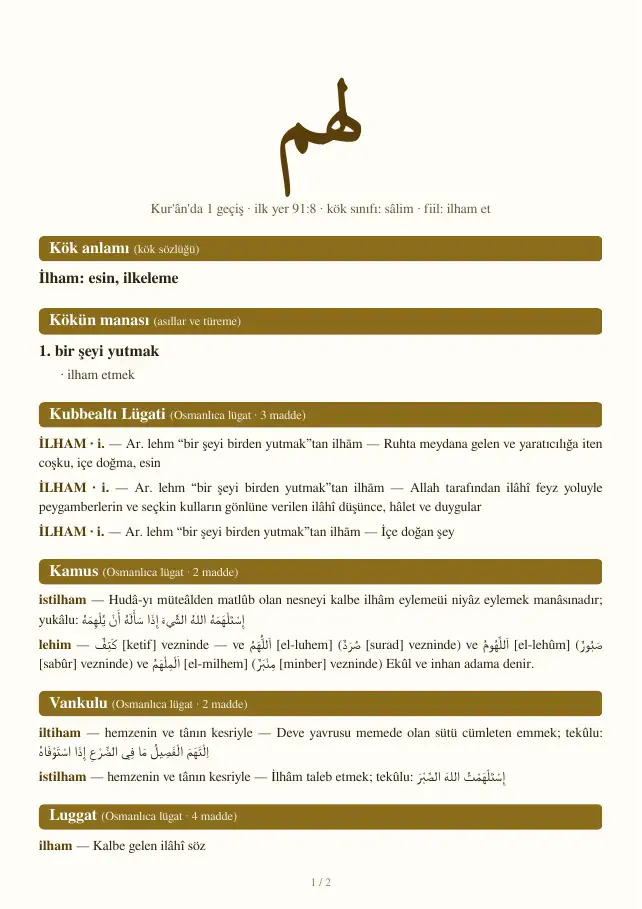 لهم
Kur'ân'da 1 geçiş · ilk yer 91:8 · kök sınıfı: sâlim · fiil: ilham et
Kök anlamı (kök sözlüğü)
İlham: esin, ilkeleme
Kökün manası (asıllar ve türeme)
1. bir şeyi yutmak
· ilham etmek
Kubbealtı Lügati (Osmanlıca lügat · 3 madde)
İLHAM · i. — Ar. lehm “bir şeyi birden yutmak”tan ilhām — Ruhta meydana gelen ve yaratıcılığa iten
coşku, içe doğma, esin
İLHAM · i. — Ar. lehm “bir şeyi birden yutmak”tan ilhām — Allah tarafından ilâhî feyz yoluyle
peygamberlerin ve seçkin kulların gönlüne verilen ilâhî düşünce, hâlet ve duygular
İLHAM · i. — Ar. lehm “bir şeyi birden yutmak”tan ilhām — İçe doğan şey
Kamus (Osmanlıca lügat · 2 madde)
istilham — Hudâ-yı müteâlden matlûb olan nesneyi kalbe ilhâm eylemeüi niyâz eylemek manâsınadır;
yukâlu: إِسْتَلْهَمَهُ اللهَ الشَّيْءَ إِذَا سَأَلَهُ أَنْ يُلْهِمَهُ
lehim — كَتِفٌ [ketif] vezninde — ve اَللُّهَمُ [el-luhem] (صُرَدٌ [surad] vezninde) ve اَللَّهُومُ [el-lehûm] (صَبُورٌ
[sabûr] vezninde) ve اَلْمِلْهَمُ [el-milhem] (مِنْبَرٌ [minber] vezninde) Ekûl ve inhan adama denir.
Vankulu (Osmanlıca lügat · 2 madde)
iltiham — hemzenin ve tânın kesriyle — Deve yavrusu memede olan sütü cümleten emmek; tekûlu:
اِلْتَهَمَ الْفَصِيلُ مَا فِي الضَّرْعِ إِذَا اسْتَوْفَاهُ
istilham — hemzenin ve tânın kesriyle — İlhâm taleb etmek; tekûlu: إِسْتَلْهَمْتُ اللهَ الصَّبْرَ
Luggat (Osmanlıca lügat · 4 madde)
ilham — Kalbe gelen ilâhî söz
1 / 2